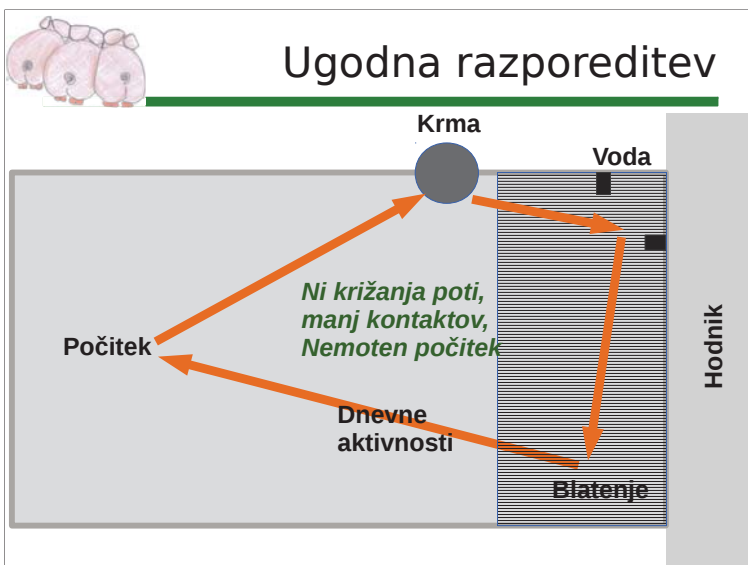 Ugodna razporeditev
Krma
Voda
Ni križanja poti,
manj kontaktov,
Nemoten počitek
Počitek
Hodnik
Dnevne
aktivnosti
Blatenje